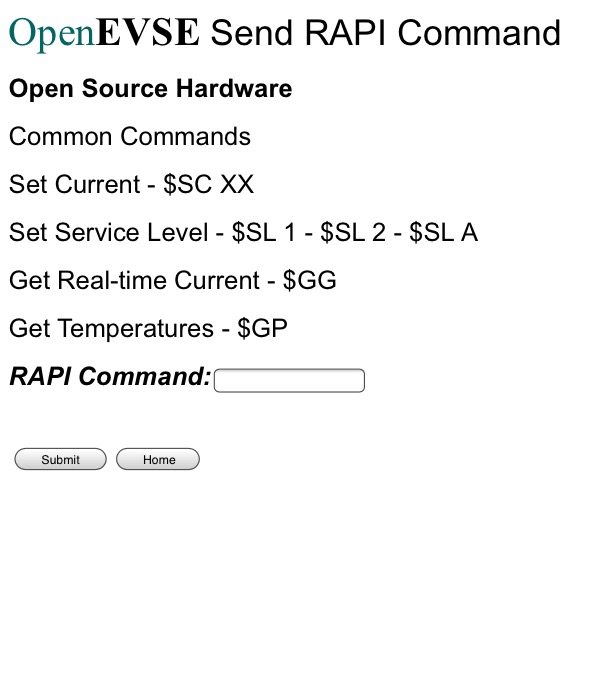 OpenEVSE Send RAPI Command
Open Source Hardware
Common Commands
Set Current - $SC XX
Set Service Level - $SL 1 - $SL 2 - $SL A
Get Real-time Current - $GG
Get Temperatures - $GP
RAPI Command:
Submit Home